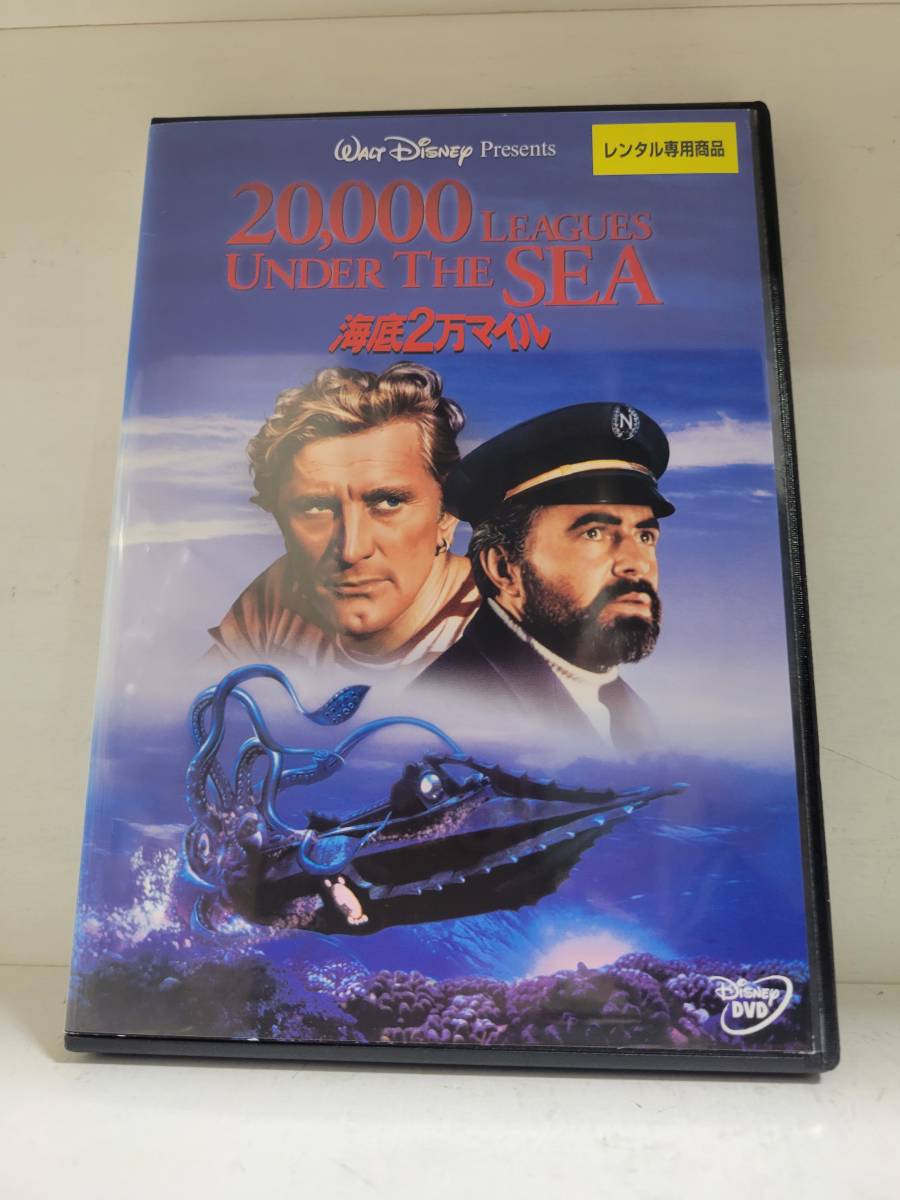 WALT DISNEY Presents
レンタル専用商品
20,000 LEAGUES
UNDER THE SEA
海底2万マイル
N
DISNEY
DVD